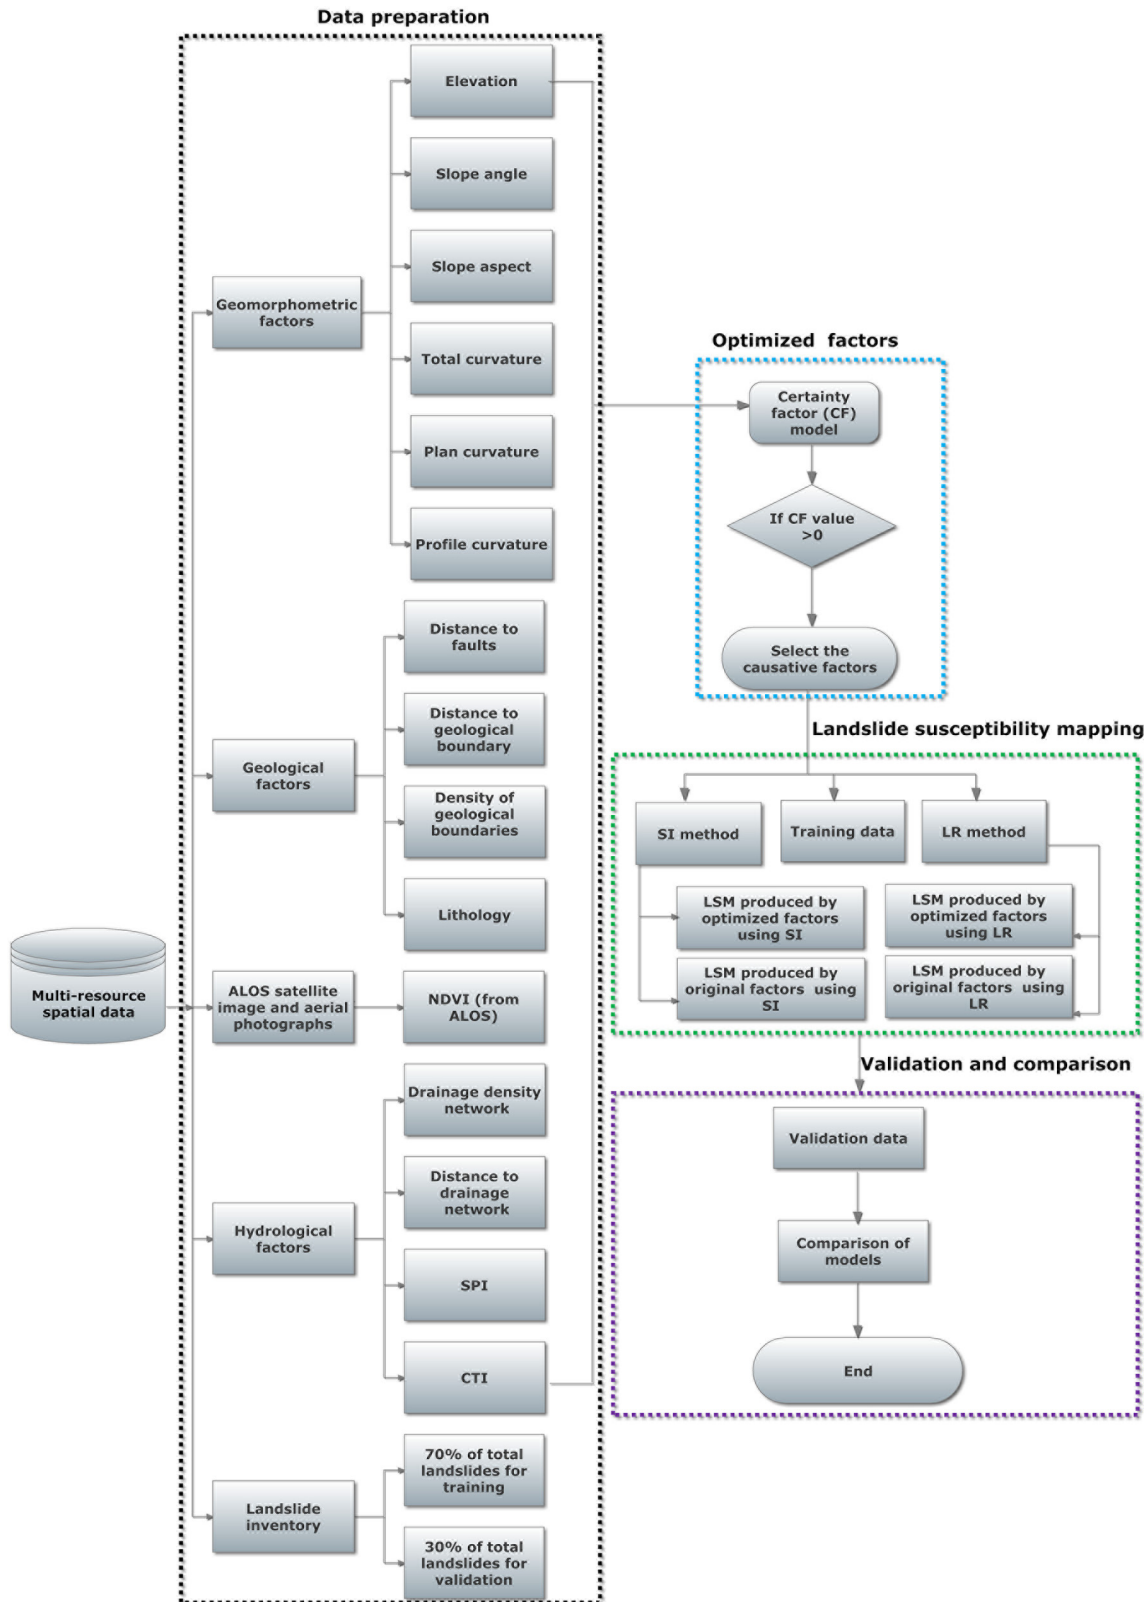 Data preparation
Elevation
Slope angle
Slope aspect
Geomorphometric
factors
Total curvature
Plan curvature
Profile curvature
Distance to
faults
Distance to
geological
boundary
Geological
factors
Density of
geological
boundaries
Lithology
Multi-resource
spatial data
ALOS satellite
image and aerial
photographs
NDVI (from
ALOS)
Drainage density
network
Distance to
drainage
network
Hydrological
factors
SPI
CTI
70% of total
landslides for
training
Landslide
inventory
30% of total
landslides for
validation
Optimized factors
Certainty
factor (CF)
model
If CF value
>0
Select the
causative factors
Landslide susceptibility mapping
SI method
Training data
LR method
LSM produced by
optimized factors
using SI
LSM produced by
optimized factors
using LR
LSM produced by
original factors using
SI
LSM produced by
original factors using
LR
Validation and comparison
Validation data
Comparison of
models
End